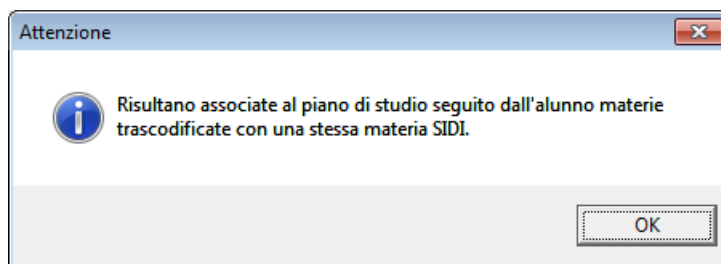 Attenzione
Risultano associate al piano di studio seguito dall'alunno materie
trascodificate con una stessa materia SIDI.
OK